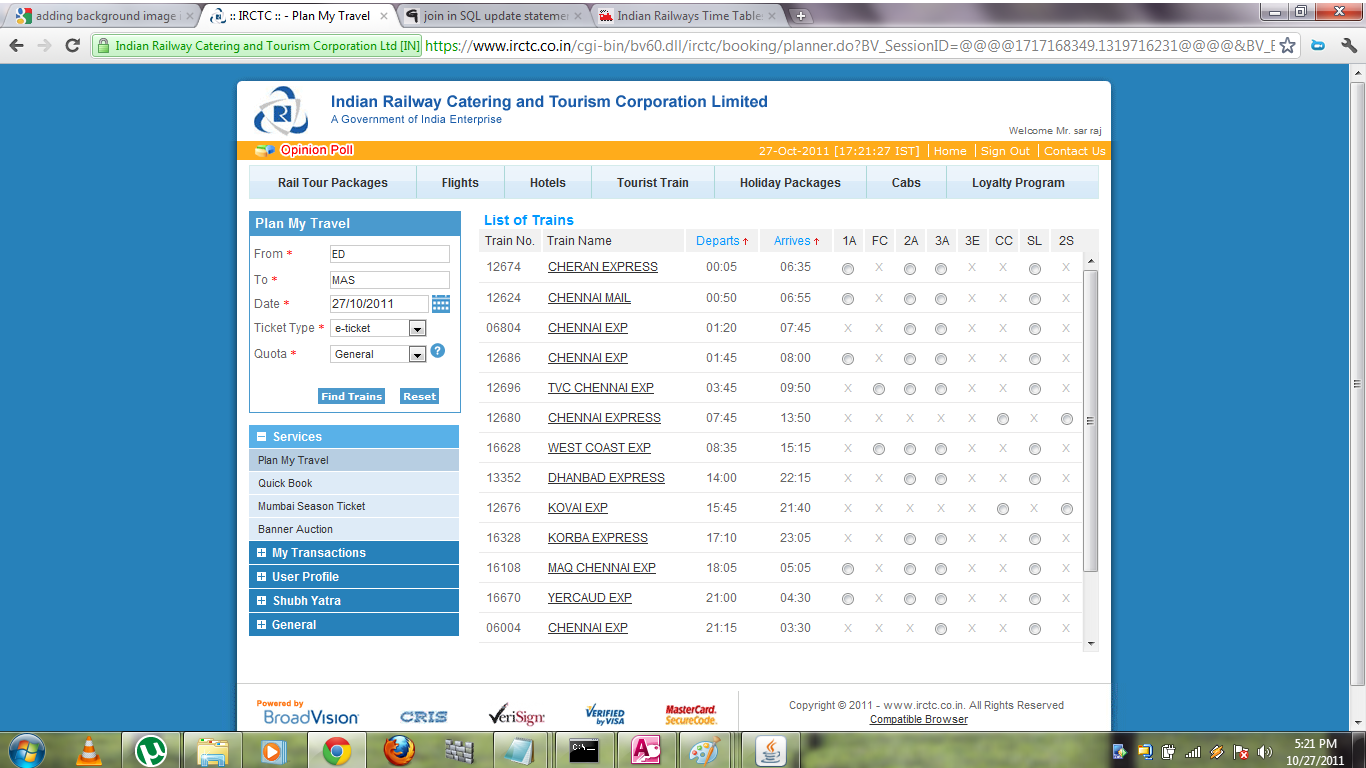 adding background image i
:: IRCTC :: - Plan My Travel
join in SQL update statemen
Indian Railways Time Table
Indian Railway Catering and Tourism Corporation Ltd [IN]
https://www.irctc.co.in/cgi-bin/bv60.dll/irctc/booking/planner.do?BV_SessionID=@@@@1717168349.1319716231@@@@&BV_E
Indian Railway Catering and Tourism Corporation Limited
A Government of India Enterprise
Welcome Mr. sar raj
Opinion Poll
27-Oct-2011 [17:21:27 IST] | Home | Sign Out | Contact Us
Rail Tour Packages Flights Hotels Tourist Train Holiday Packages Cabs Loyalty Program
Plan My Travel
From * ED
To * MAS
Date * 27/10/2011
Ticket Type * e-ticket
Quota * General ?
Find Trains Reset
Services
Plan My Travel
Quick Book
Mumbai Season Ticket
Banner Auction
My Transactions
User Profile
Shubh Yatra
General
List of Trains
Train No. Train Name Departs ↑ Arrives ↑ 1A FC 2A 3A 3E CC SL 2S
12674 CHERAN EXPRESS 00:05 06:35 X X X X
12624 CHENNAI MAIL 00:50 06:55 X X X X
06804 CHENNAI EXP 01:20 07:45 X X X X X
12686 CHENNAI EXP 01:45 08:00 X X X X
12696 TVC CHENNAI EXP 03:45 09:50 X X X X
12680 CHENNAI EXPRESS 07:45 13:50 X X X X X X
16628 WEST COAST EXP 08:35 15:15 X X X X
13352 DHANBAD EXPRESS 14:00 22:15 X X X X X
12676 KOVAI EXP 15:45 21:40 X X X X X X
16328 KORBA EXPRESS 17:10 23:05 X X X X X
16108 MAQ CHENNAI EXP 18:05 05:05 X X X X
16670 YERCAUD EXP 21:00 04:30 X X X X
06004 CHENNAI EXP 21:15 03:30 X X X X X X
Powered by
BroadVision
CRIS
VeriSign
VERIFIED
by VISA
MasterCard.
SecureCode.
Copyright © 2011 - www.irctc.co.in. All Rights Reserved
Compatible Browser
C:\
5:21 PM
10/27/2011